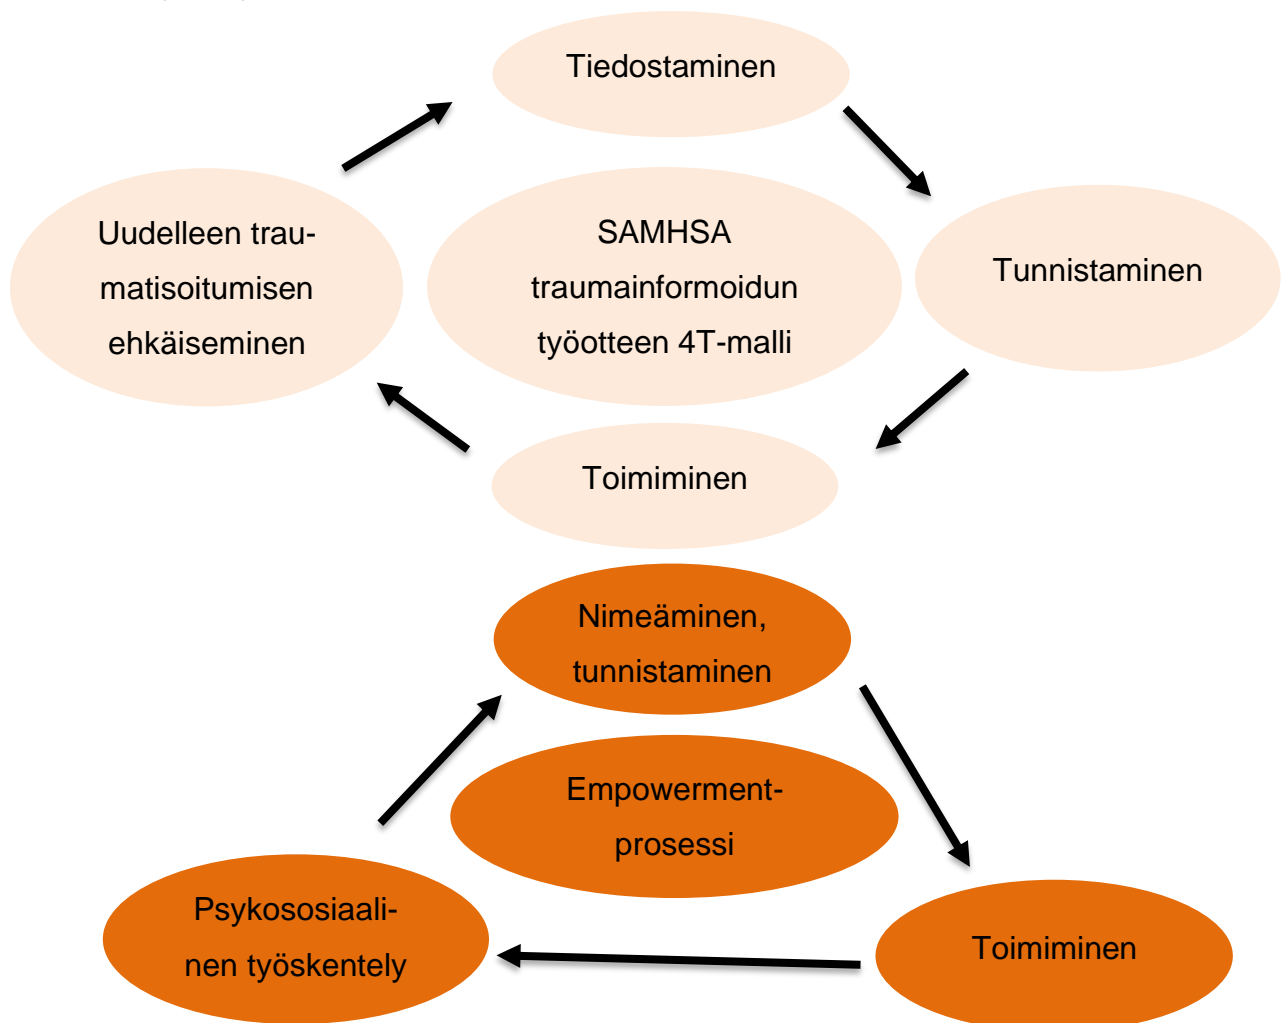 Tiedostaminen
Uudelleen trau-
matisoitumisen
ehkäiseminen
SAMHSA
traumainformoidun
työotteen 4T-malli
Tunnistaminen
Toimiminen
Nimeäminen,
tunnistaminen
Empowerment-
prosessi
Psykososiaali-
nen työskentely
Toimiminen